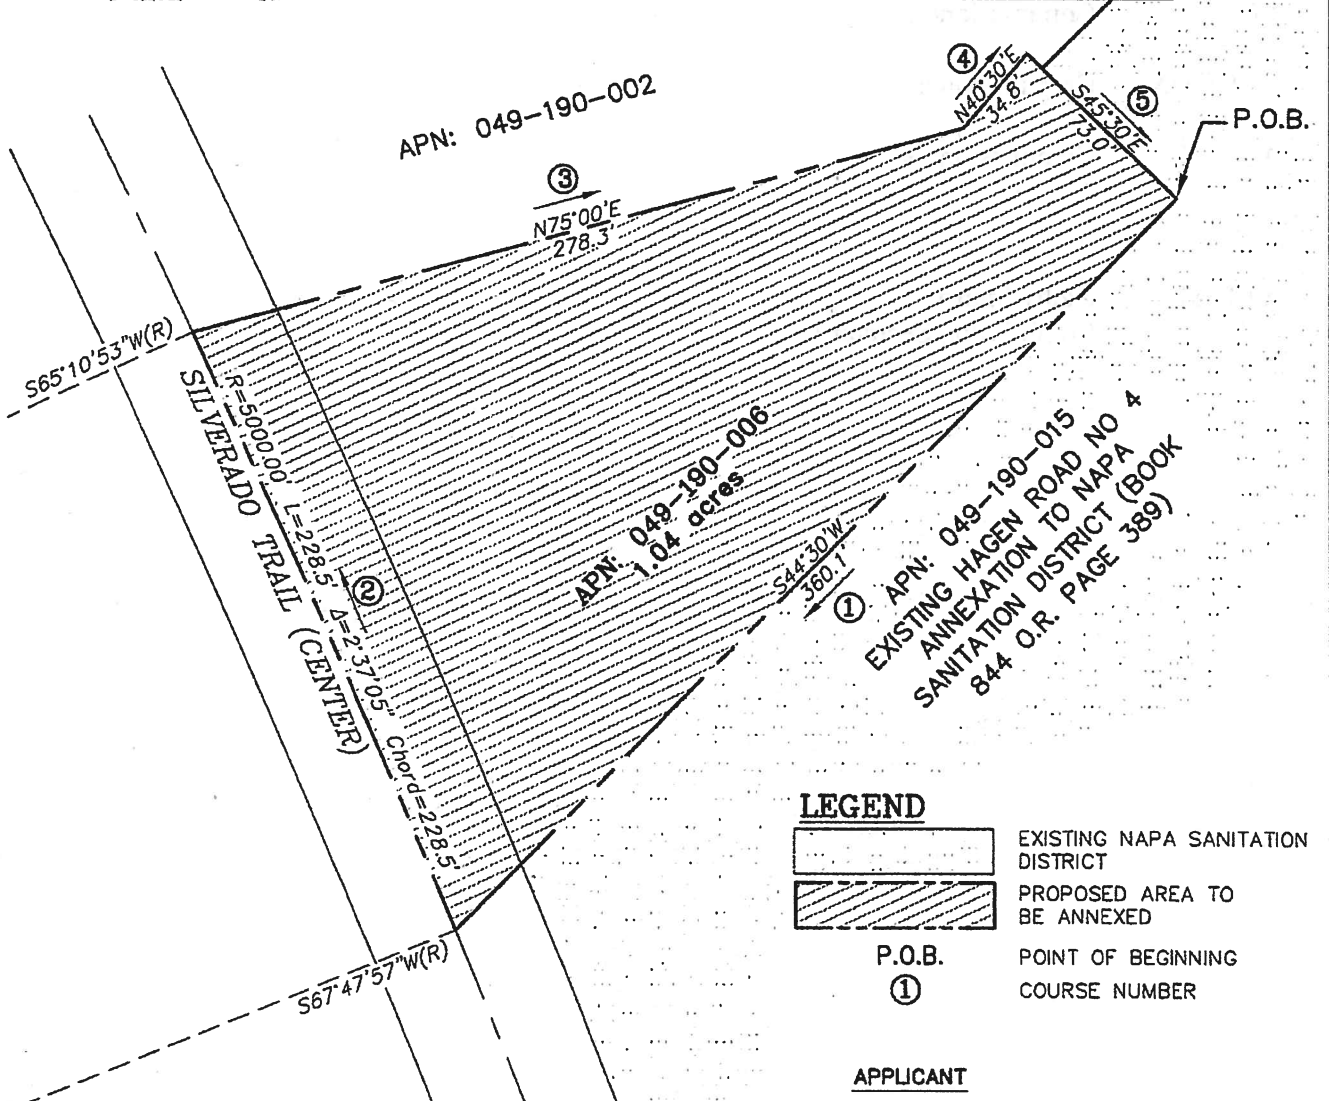 ④
N40°30'E
34.8'
⑤
S45°30'E
73.0'
P.O.B.
APN: 049-190-002
③
N75°00'E
278.3'
S65°10'53"W(R)
SILVERADO TRAIL (CENTER)
R=5000.00 L=228.5' Δ=2°37'05" Chord=228.5'
②
APN: 049-190-006
1.04 acres
S44°30'W
360.1'
①
APN: 049-190-015
EXISTING HAGEN ROAD NO 4
ANNEXATION TO NAPA
SANITATION DISTRICT (BOOK
844 O.R. PAGE 389)
S67°47'57"W(R)
LEGEND
EXISTING NAPA SANITATION
DISTRICT
PROPOSED AREA TO
BE ANNEXED
P.O.B. POINT OF BEGINNING
① COURSE NUMBER
APPLICANT